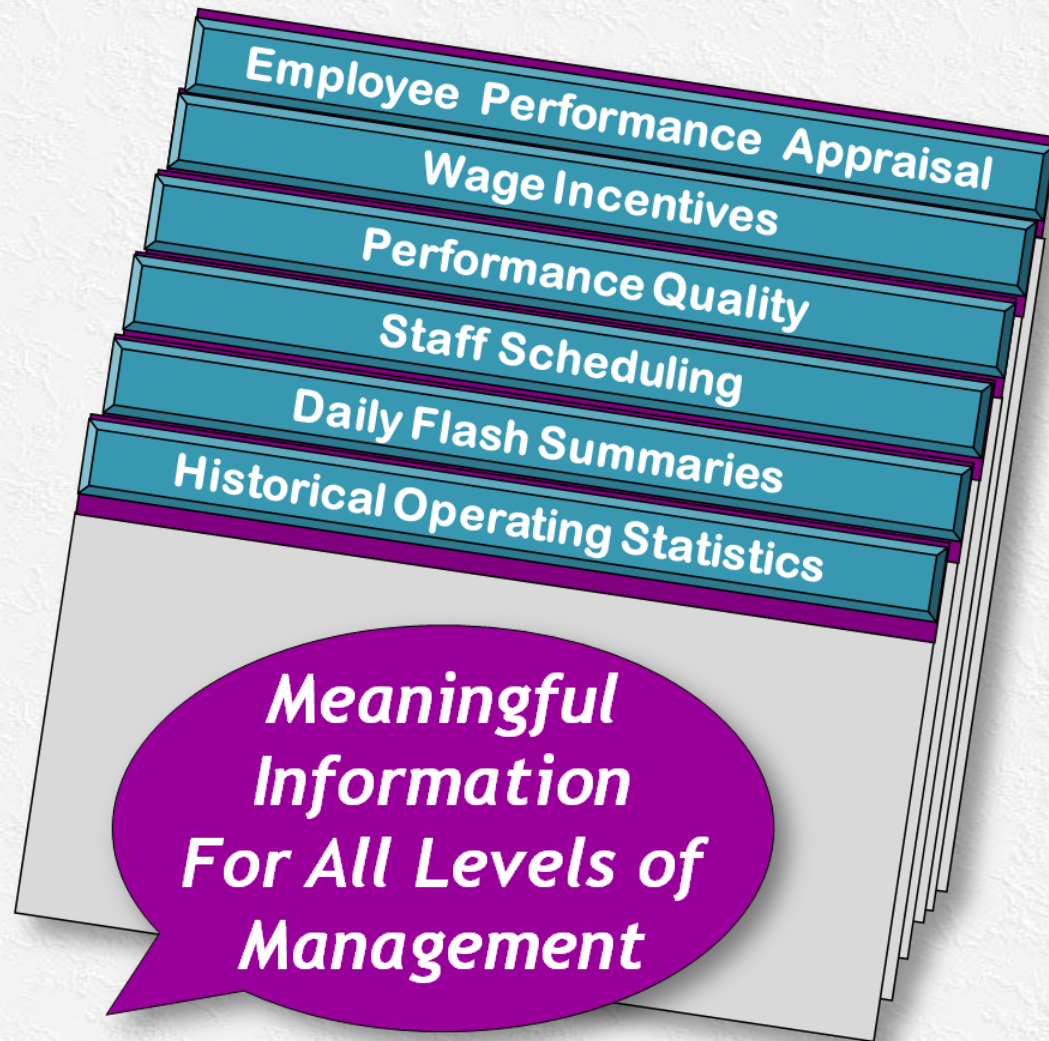 Employee Performance Appraisal
Wage Incentives
Performance Quality
Staff Scheduling
Daily Flash Summaries
Historical Operating Statistics
Meaningful
Information
For All Levels of
Management